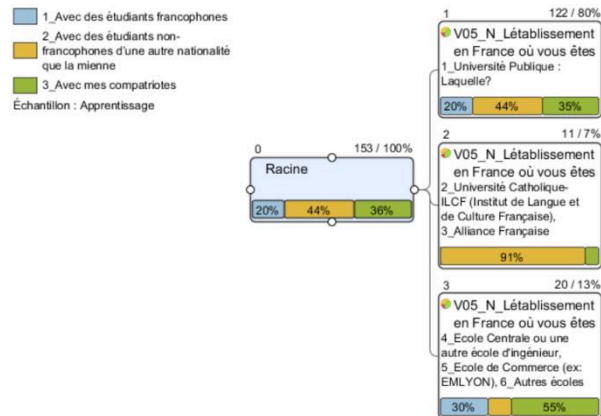 1_Avec des étudiants francophones
2_Avec des étudiants non-
francophones d'une autre nationalité
que la mienne
3_Avec mes compatriotes
Échantillon : Apprentissage
0 153 / 100%
Racine
20% 44% 36%
1 122 / 80%
V05_N_Létablissement
en France où vous êtes
1_Université Publique :
Laquelle?
20% 44% 35%
2 11 / 7%
V05_N_Létablissement
en France où vous êtes
2_Université Catholique-
ILCF (Institut de Langue et
de Culture Française),
3_Alliance Française
91%
3 20 / 13%
V05_N_Létablissement
en France où vous êtes
4_Ecole Centrale ou une
autre école d'ingénieur,
5_Ecole de Commerce (ex:
EMLYON), 6_Autres écoles
30% 55%